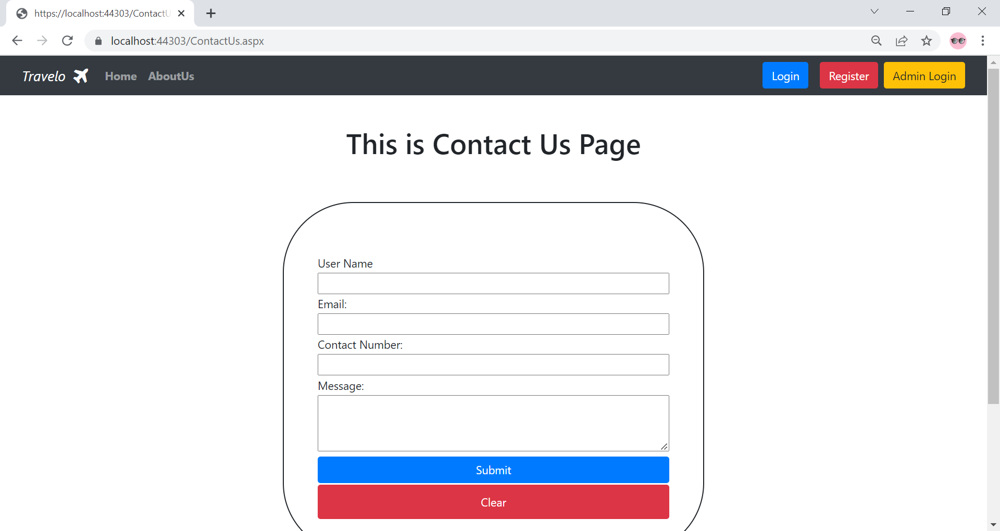 https://localhost:44303/ContactU
localhost:44303/ContactUs.aspx
Travelo Home AboutUs Login Register Admin Login
This is Contact Us Page
User Name
Email:
Contact Number:
Message:
Submit
Clear